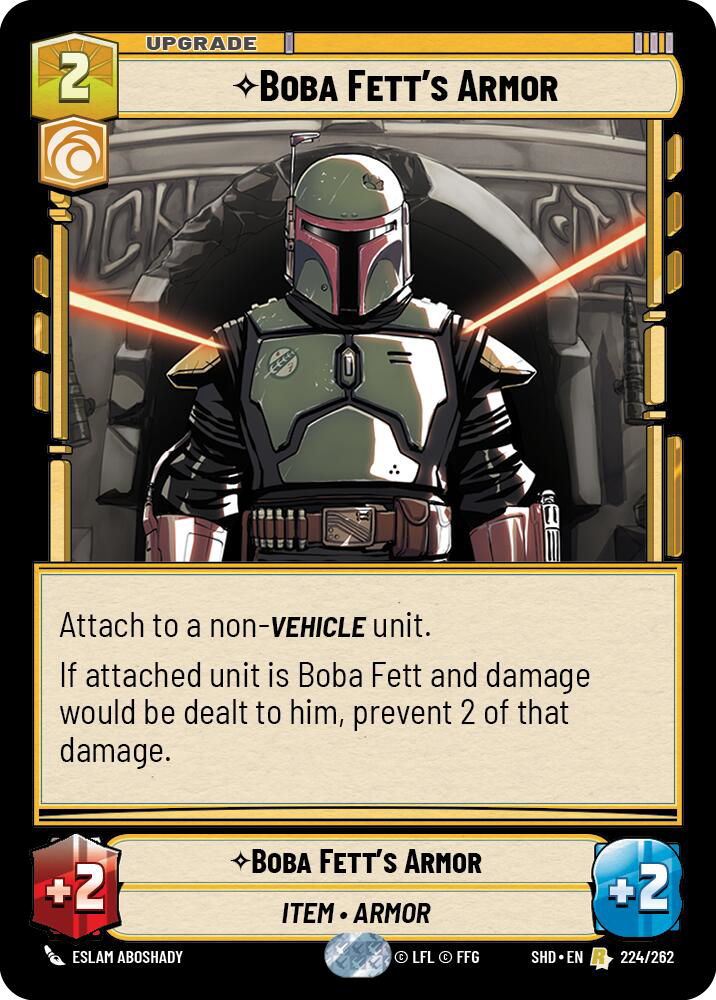 UPGRADE
2
✧BOBA FETT'S ARMOR
Attach to a non-VEHICLE unit.
If attached unit is Boba Fett and damage
would be dealt to him, prevent 2 of that
damage.
+2
✧BOBA FETT'S ARMOR
+2
ITEM • ARMOR
ESLAM ABOSHADY
© LFL © FFG
SHD • EN
R
224/262